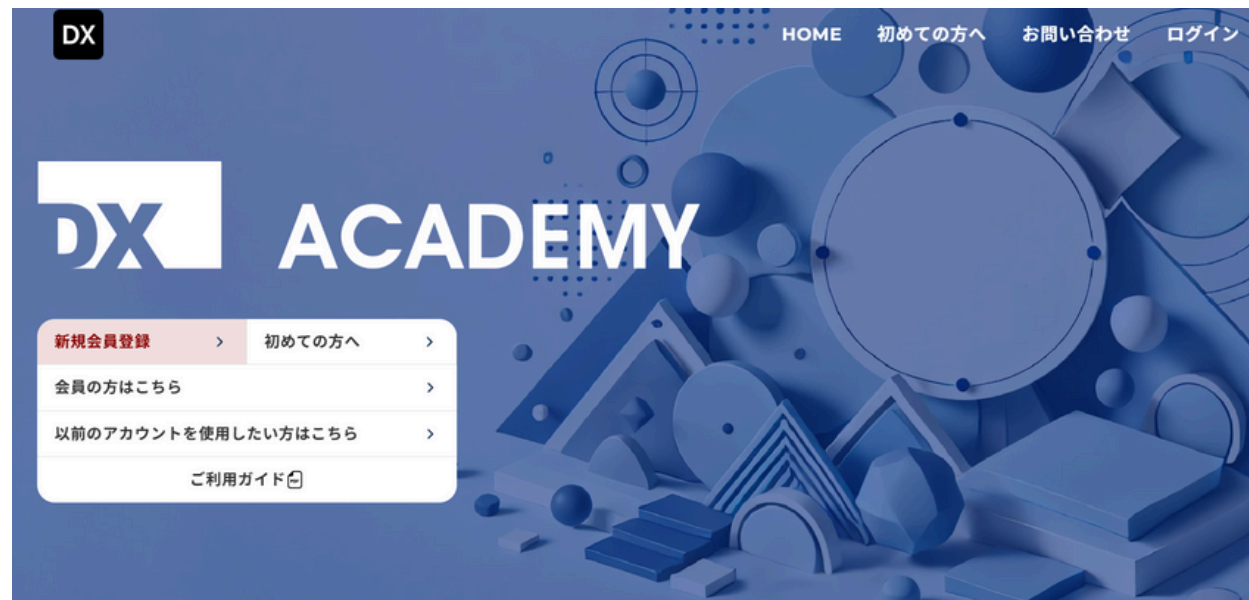 DX
HOME 初めての方へ お問い合わせ ログイン
DX ACADEMY
新規会員登録 初めての方へ
会員の方はこちら
以前のアカウントを使用したい方はこちら
ご利用ガイド